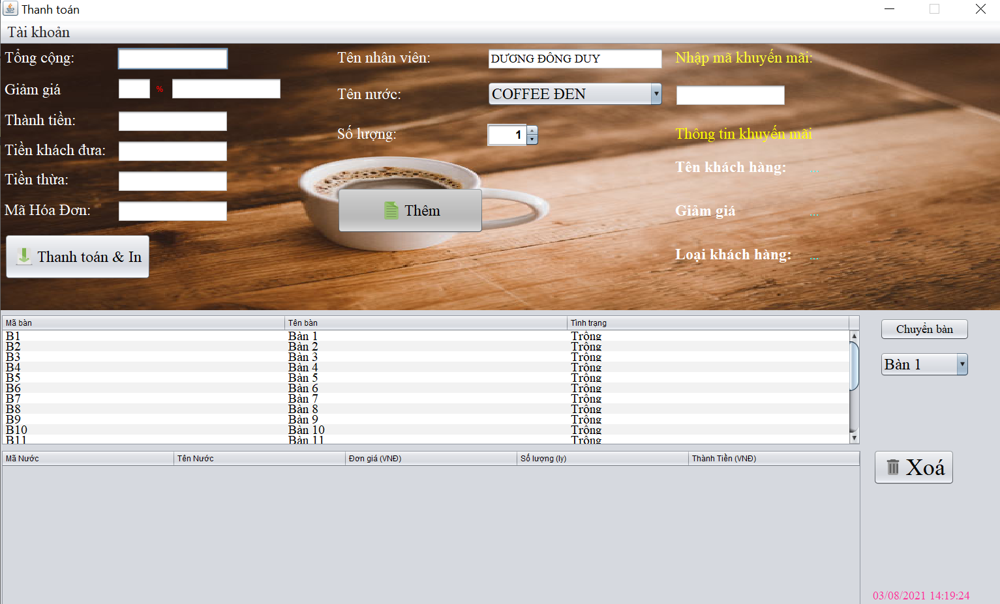 Thanh toán
Tài khoản
Tổng cộng:
Giảm giá
%
Thành tiền:
Tiền khách đưa:
Tiền thừa:
Mã Hóa Đơn:
Thanh toán & In
Tên nhân viên:
DƯƠNG ĐÔNG DUY
Tên nước:
COFFEE ĐEN
Số lượng:
1
Thêm
Nhập mã khuyến mãi:
Thông tin khuyến mãi
Tên khách hàng: ...
Giảm giá ...
Loại khách hàng: ...
Mã bàn Tên bàn Tình trạng
B1 Bàn 1 Trống
B2 Bàn 2 Trống
B3 Bàn 3 Trống
B4 Bàn 4 Trống
B5 Bàn 5 Trống
B6 Bàn 6 Trống
B7 Bàn 7 Trống
B8 Bàn 8 Trống
B9 Bàn 9 Trống
B10 Bàn 10 Trống
B11 Bàn 11 Trống
Chuyển bàn
Bàn 1
Mã Nước Tên Nước Đơn giá (VNĐ) Số lượng (ly) Thành Tiền (VNĐ)
Xoá
03/08/2021 14:19:24